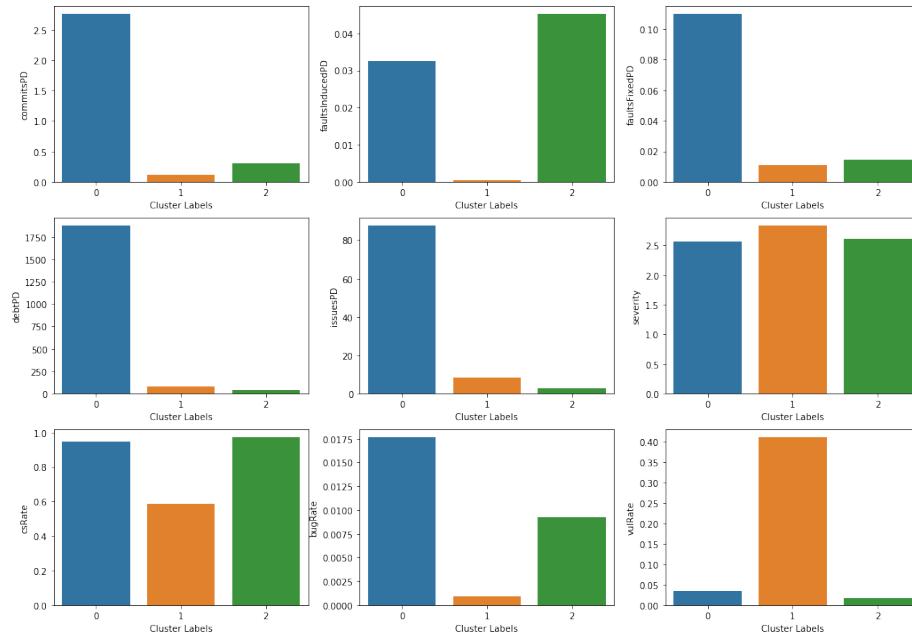 commitsPD
2.5
2.0
1.5
1.0
0.5
0.0
0 1 2
Cluster Labels
faultsInducedPD
0.04
0.03
0.02
0.01
0.00
0 1 2
Cluster Labels
faultsFixedPD
0.10
0.08
0.06
0.04
0.02
0.00
0 1 2
Cluster Labels
debtPD
1750
1500
1250
1000
750
500
250
0
0 1 2
Cluster Labels
issuesPD
80
60
40
20
0
0 1 2
Cluster Labels
severity
2.5
2.0
1.5
1.0
0.5
0.0
0 1 2
Cluster Labels
csRate
1.0
0.8
0.6
0.4
0.2
0.0
0 1 2
Cluster Labels
bugRate
0.0175
0.0150
0.0125
0.0100
0.0075
0.0050
0.0025
0.0000
0 1 2
Cluster Labels
vulRate
0.40
0.35
0.30
0.25
0.20
0.15
0.10
0.05
0.00
0 1 2
Cluster Labels